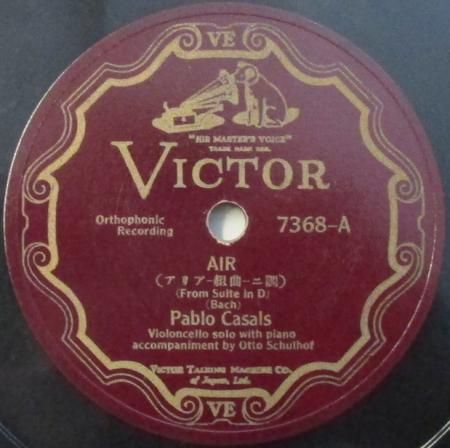 VE
"HIS MASTER'S VOICE"
TRADE MARK REG.
VICTOR
Orthophonic
Recording
7368-A
AIR
(アリア-組曲-ニ調)
(From Suite in D)
(Bach)
Pablo Casals
Violoncello solo with piano
accompaniment by Otto Schulhof
VICTOR TALKING MACHINE CO.
of Japan, Ltd.
VE